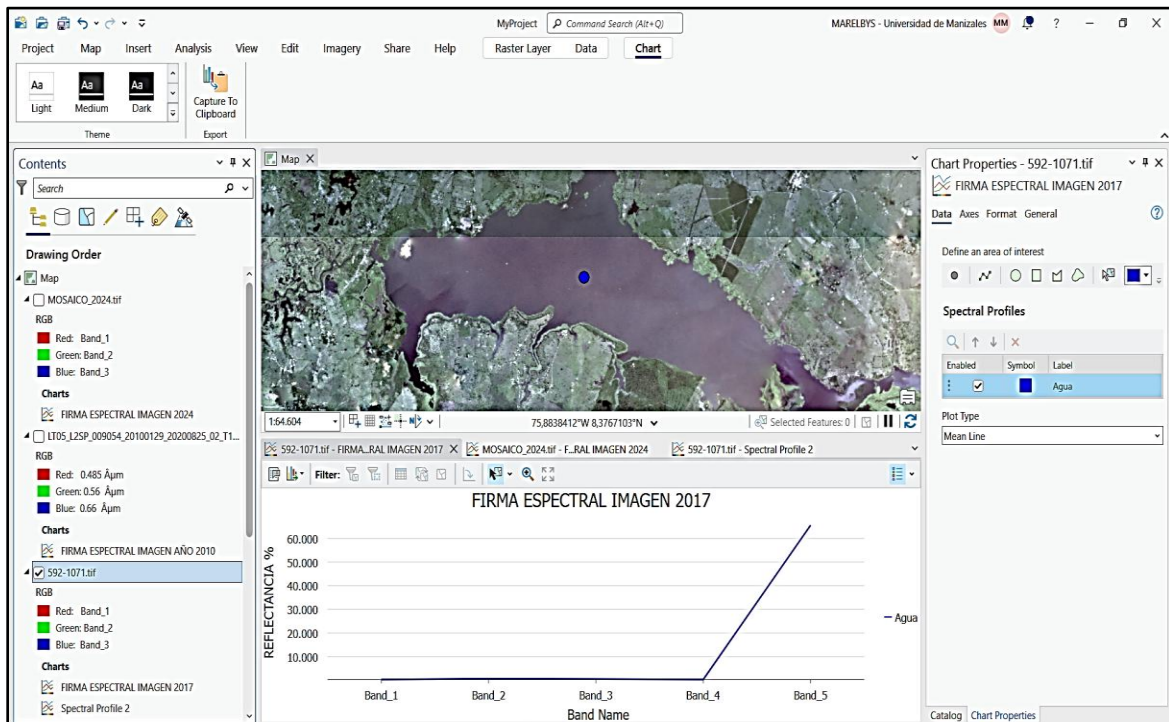 MyProject
Command Search (Alt+Q)
MARELBYS - Universidad de Manizales
MM
?
Project Map Insert Analysis View Edit Imagery Share Help Raster Layer Data Chart
Aa Aa Aa
Light Medium Dark
Capture To
Clipboard
Theme Export
Contents
Search
Drawing Order
Map
MOSAICO_2024.tif
RGB
Red: Band_1
Green: Band_2
Blue: Band_3
Charts
FIRMA ESPECTRAL IMAGEN 2024
LT05_L2SP_009054_20100129_20200825_02_T1...
RGB
Red: 0.485 Âµm
Green: 0.56 Âµm
Blue: 0.66 Âµm
Charts
FIRMA ESPECTRAL IMAGEN AÑO 2010
592-1071.tif
RGB
Red: Band_1
Green: Band_2
Blue: Band_3
Charts
FIRMA ESPECTRAL IMAGEN 2017
Spectral Profile 2
Map
1:64.604
75,8838412°W 8,3767103°N
Selected Features: 0
592-1071.tif - FIRMA...RAL IMAGEN 2017
MOSAICO_2024.tif - F...RAL IMAGEN 2024
592-1071.tif - Spectral Profile 2
Filter:
FIRMA ESPECTRAL IMAGEN 2017
REFLECTANCIA %
60.000
50.000
40.000
30.000
20.000
10.000
Band_1 Band_2 Band_3 Band_4 Band_5
Band Name
Agua
Chart Properties - 592-1071.tif
FIRMA ESPECTRAL IMAGEN 2017
Data Axes Format General
Define an area of interest
Spectral Profiles
Enabled Symbol Label
Agua
Plot Type
Mean Line
Catalog Chart Properties